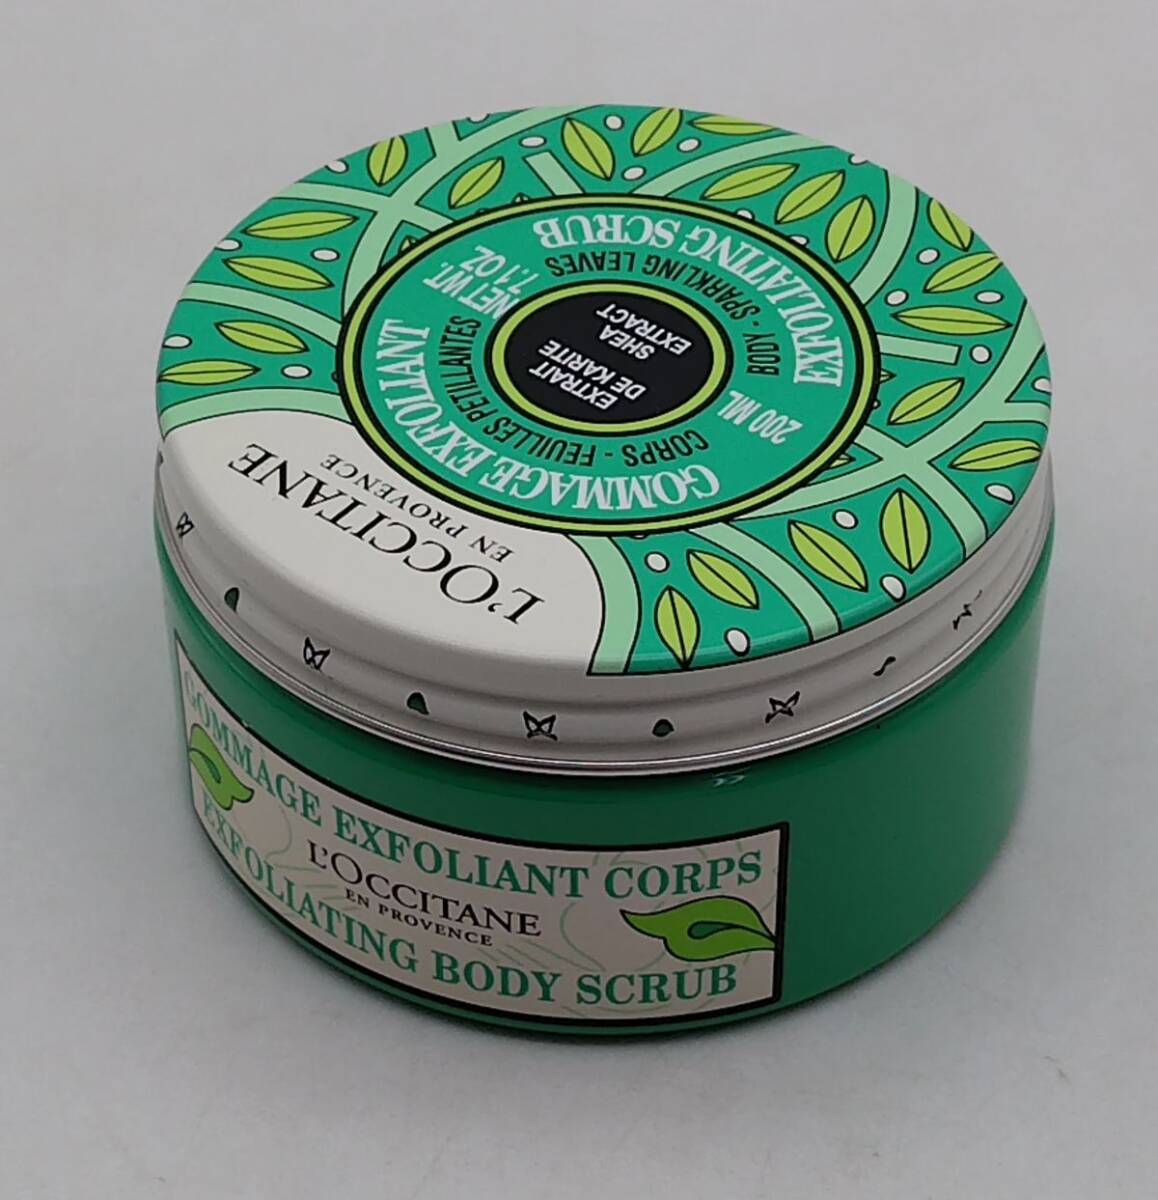 L'OCCITANE
EN PROVENCE
GOMMAGE EXFOLIANT
CORPS - FEUILLES PETILLANTES
NET WT.
7.1 OZ.
EXTRAIT
DE KARITE
SHEA
EXTRACT
200 ML
BODY - SPARKLING LEAVES
EXFOLIATING SCRUB
GOMMAGE EXFOLIANT CORPS
L'OCCITANE
EN PROVENCE
EXFOLIATING BODY SCRUB